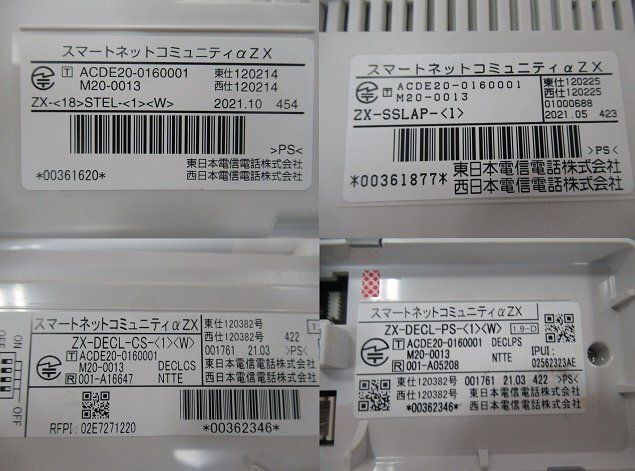 スマートネットコミュニティαZX
T ACDE20-0160001 東仕120214
M20-0013 西仕120214
ZX-<18>STEL-<1><W> 2021.10 454
>PS<
*00361620*
東日本電信電話株式会社
西日本電信電話株式会社
スマートネットコミュニティαZX
T ACDE20-0160001 東仕120225
M20-0013 西仕120225
01000688
ZX-SSLAP-<1> 2021.05 423
>PS<
*00361877*
東日本電信電話株式会社
西日本電信電話株式会社
スマートネットコミュニティαZX
東仕120382号
西仕120382号 422
ZX-DECL-CS-<1><W>
001761 21.03 >PS<
T ACDE20-0160001
M20-0013 DECLCS
R 001-A16647 NTTE
東日本電信電話株式会社
西日本電信電話株式会社
RFPI: 02E7271220
*00362346*
OFF
ON
OFF
スマートネットコミュニティαZX
ZX-DECL-PS-<1><W> 1.9-D
T ACDE20-0160001 DECLPS
M20-0013 NTTE IPUI:
R 001-A05208 02562323AE
東仕120382号 001761 21.03 422 >PS<
西仕120382号
東日本電信電話株式会社
西日本電信電話株式会社
*00362346*